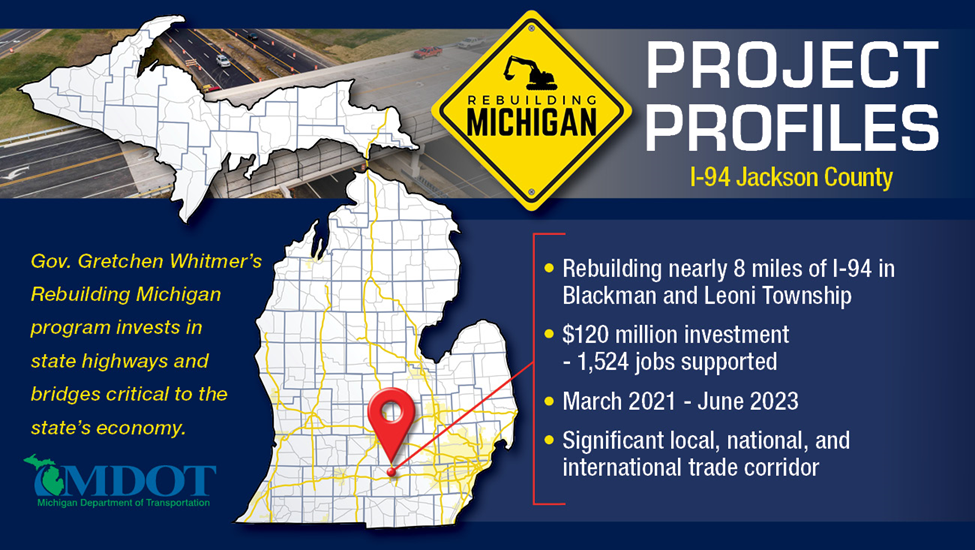 REBUILDING
MICHIGAN
PROJECT
PROFILES
I-94 Jackson County
Gov. Gretchen Whitmer’s
Rebuilding Michigan
program invests in
state highways and
bridges critical to the
state’s economy.
MDOT
Michigan Department of Transportation
• Rebuilding nearly 8 miles of I-94 in
Blackman and Leoni Township
• $120 million investment
- 1,524 jobs supported
• March 2021 - June 2023
• Significant local, national, and
international trade corridor